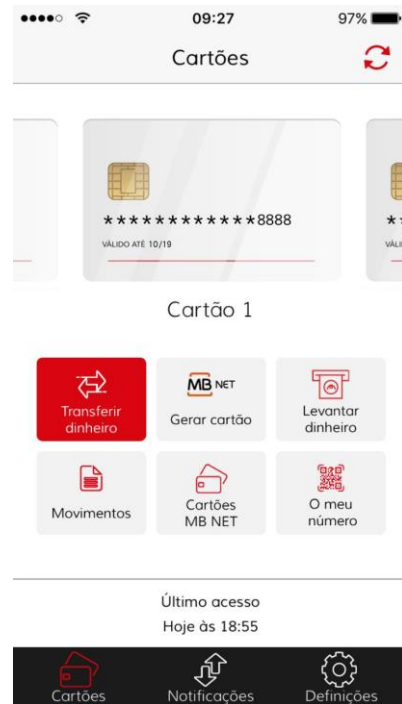 09:27
97%
Cartões
************8888
VÁLIDO ATÉ 10/19
Cartão 1
Transferir
dinheiro
MB NET
Gerar cartão
Levantar
dinheiro
Movimentos
Cartões
MB NET
O meu
número
Último acesso
Hoje às 18:55
Cartões
Notificações
Definições